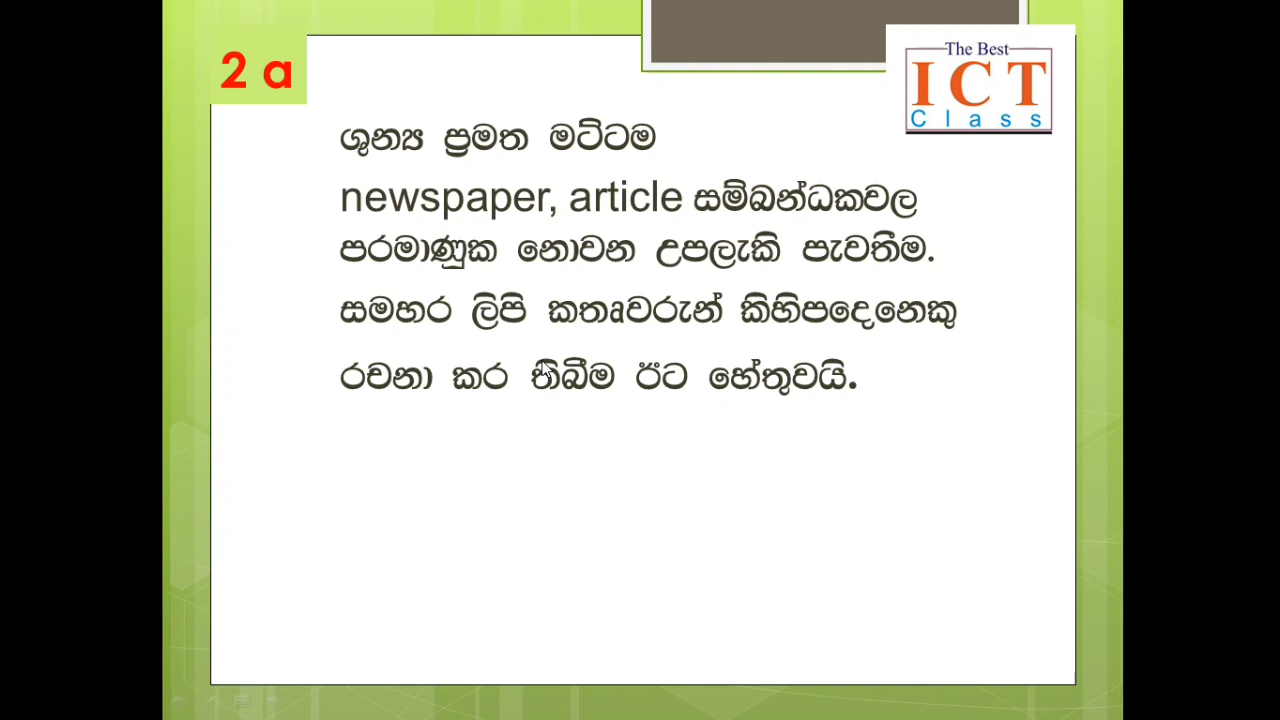 2 a
The Best
ICT
Class
ශුන්‍ය ප්‍රමත මට්ටම
newspaper, article සම්බන්ධකවල
පරමාණුක නොවන උපලැකි පැවතීම.
සමහර ලිපි කතෘවරුන් කිහිපදෙනෙකු
රචනා කර තිබීම ඊට හේතුවයි.